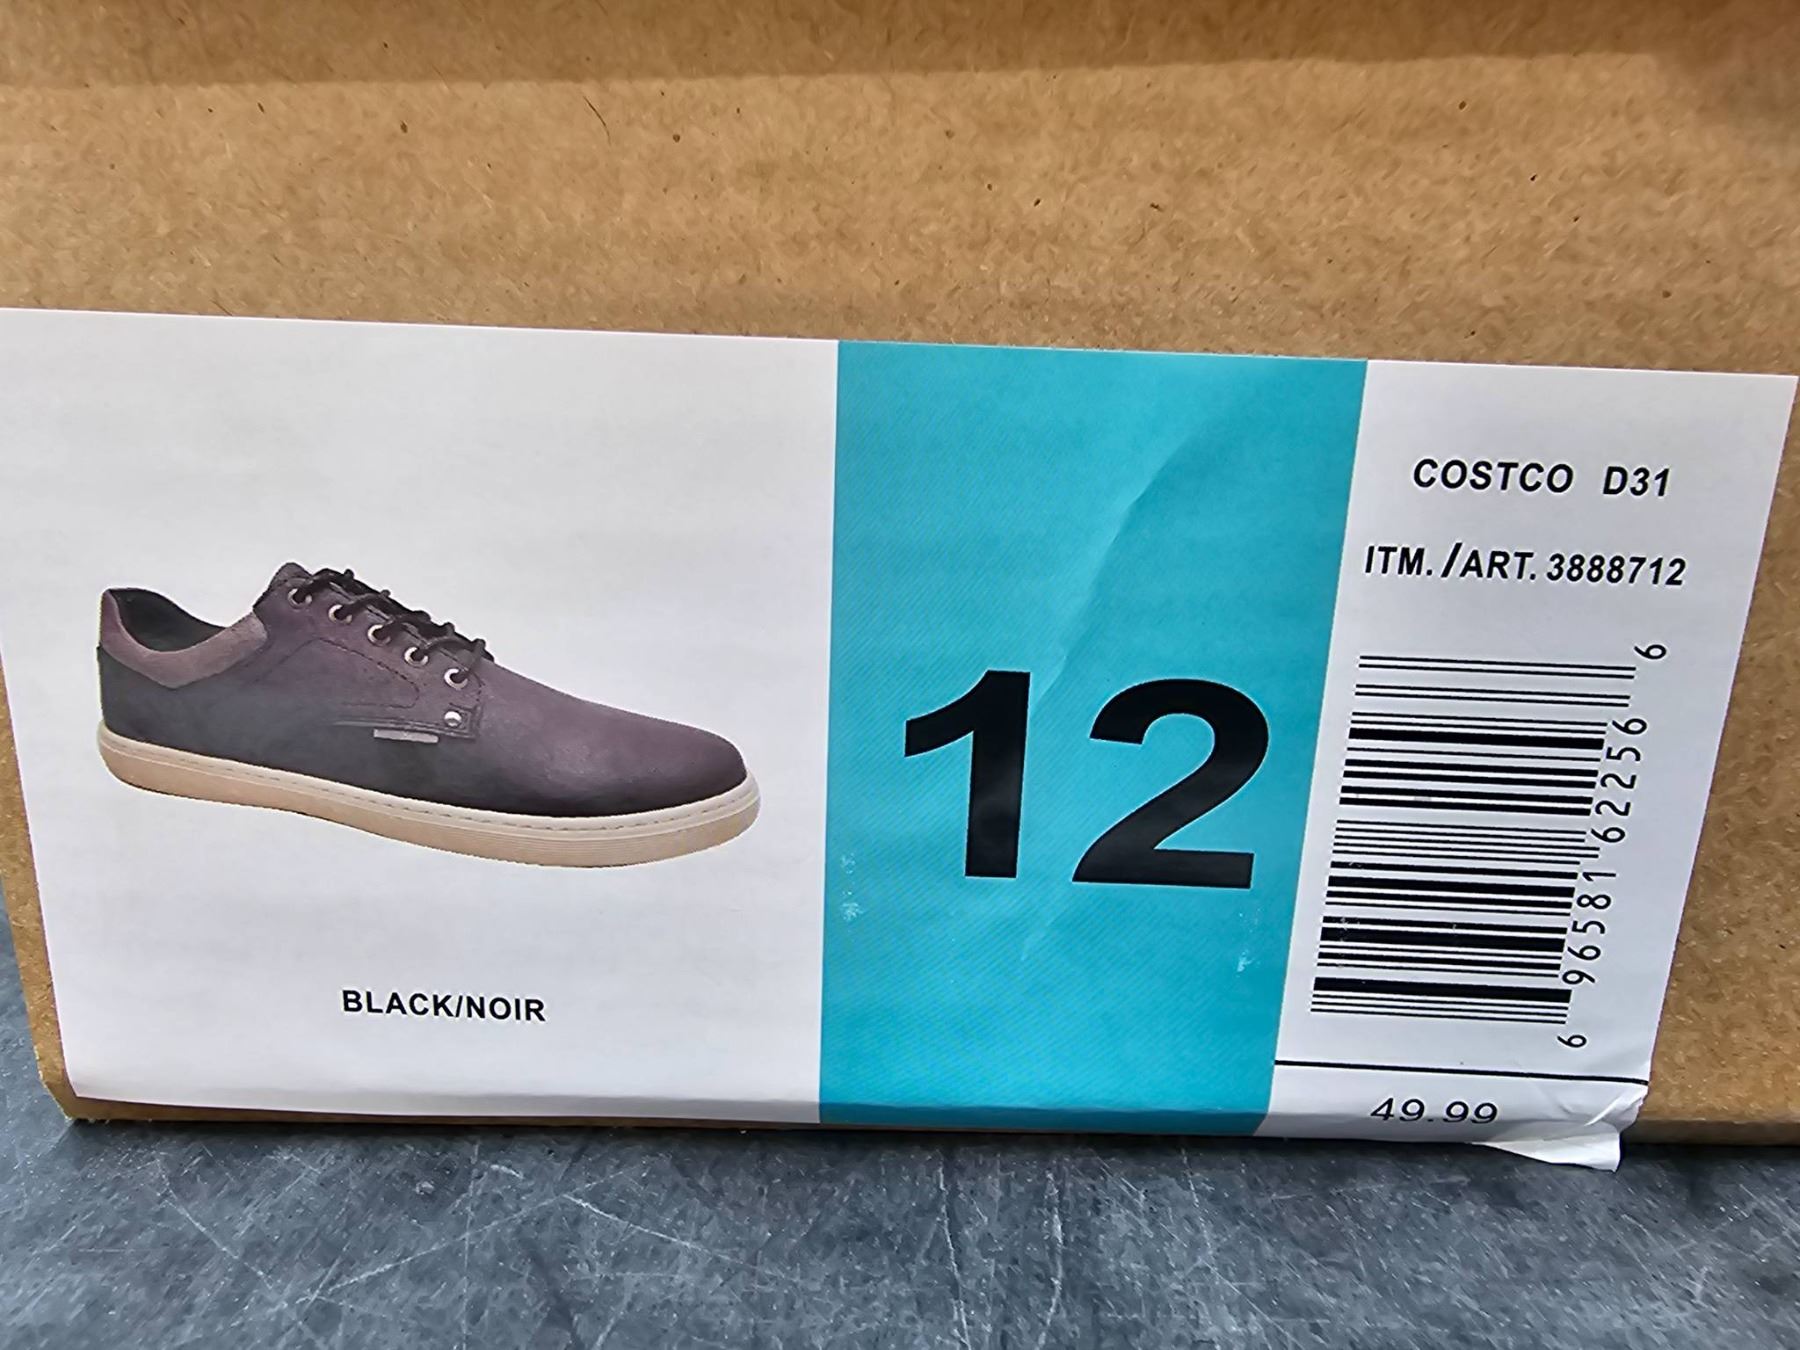 BLACK/NOIR
12
COSTCO D31
ITM./ART. 3888712
6 96581 62256 6
49.99